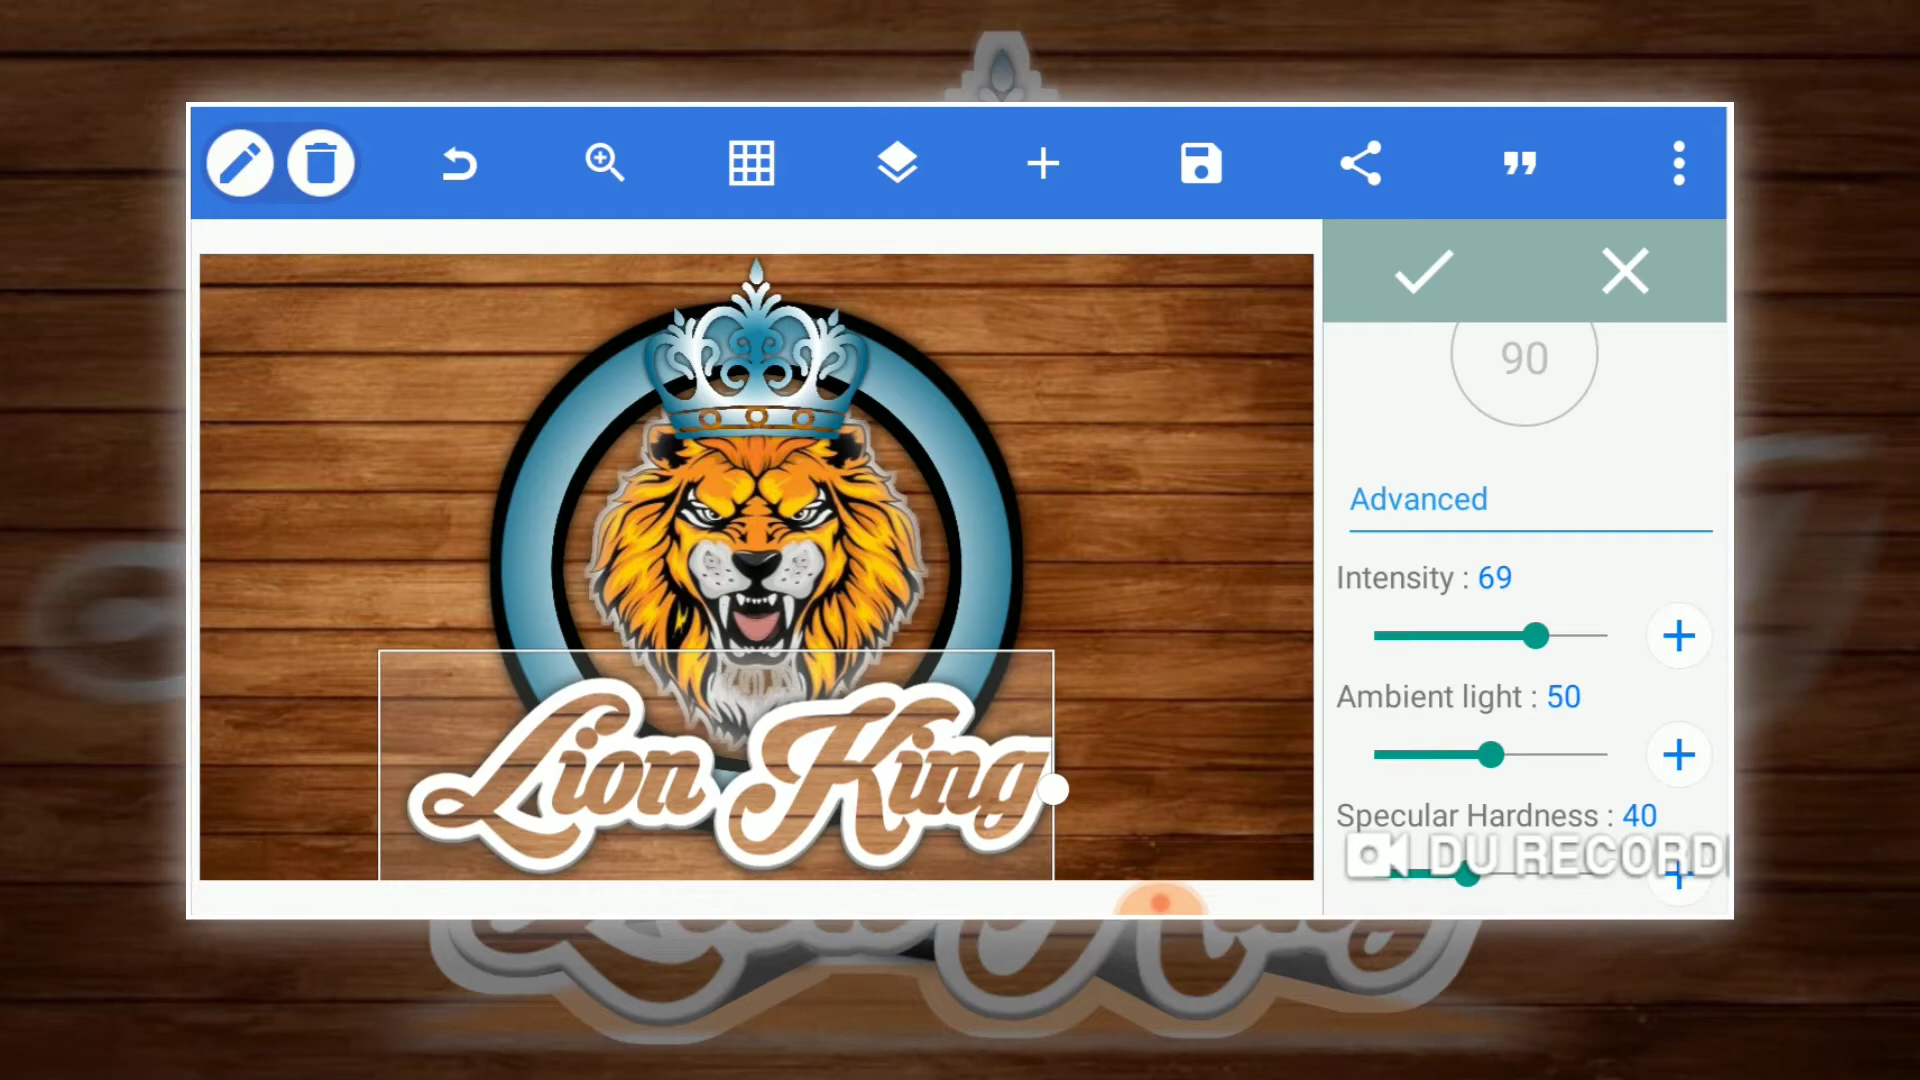 90
Advanced
Intensity : 69
Ambient light : 50
Specular Hardness : 40
DU RECORD
Lion King